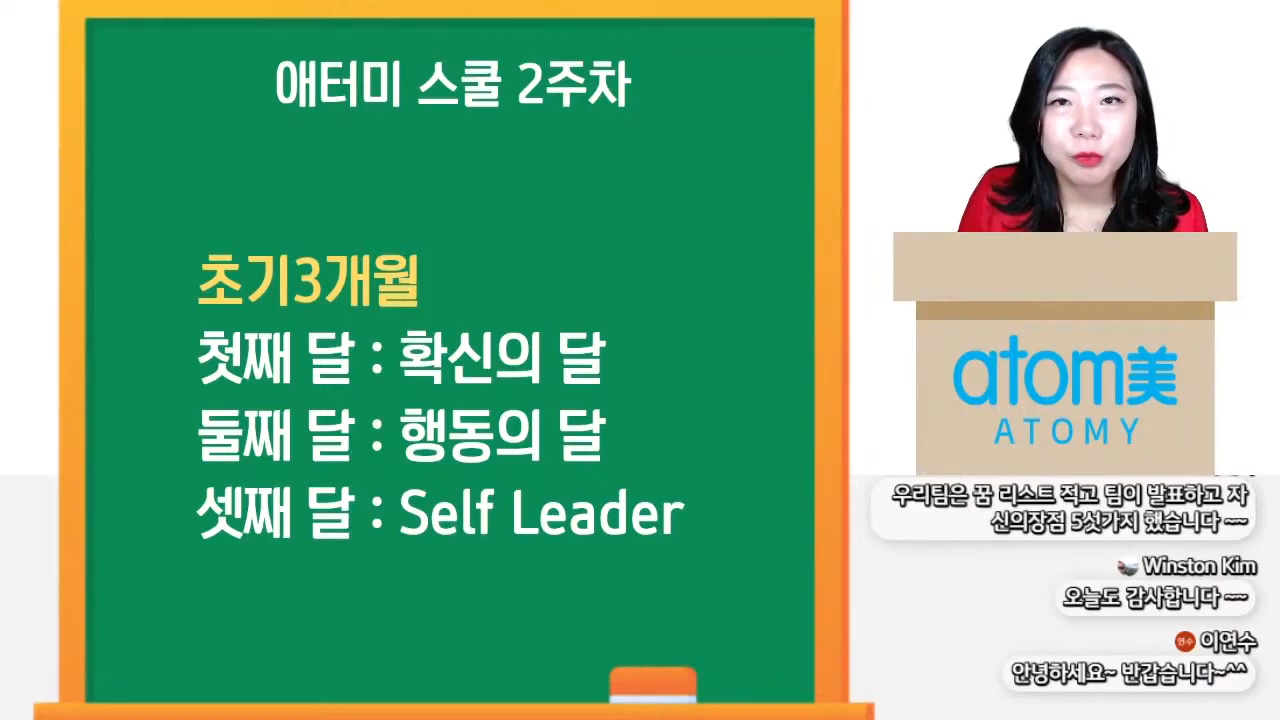 애터미 스쿨 2주차
초기3개월
첫째 달 : 확신의 달
둘째 달 : 행동의 달
셋째 달 : Self Leader
atom美
ATOMY
우리팀은 꿈 리스트 적고 팀이 발표하고 자
신의장점 5섯가지 했습니다 ~~
Winston Kim
오늘도 감사합니다 ~~
현수 이연수
안녕하세요~ 반갑습니다~^^